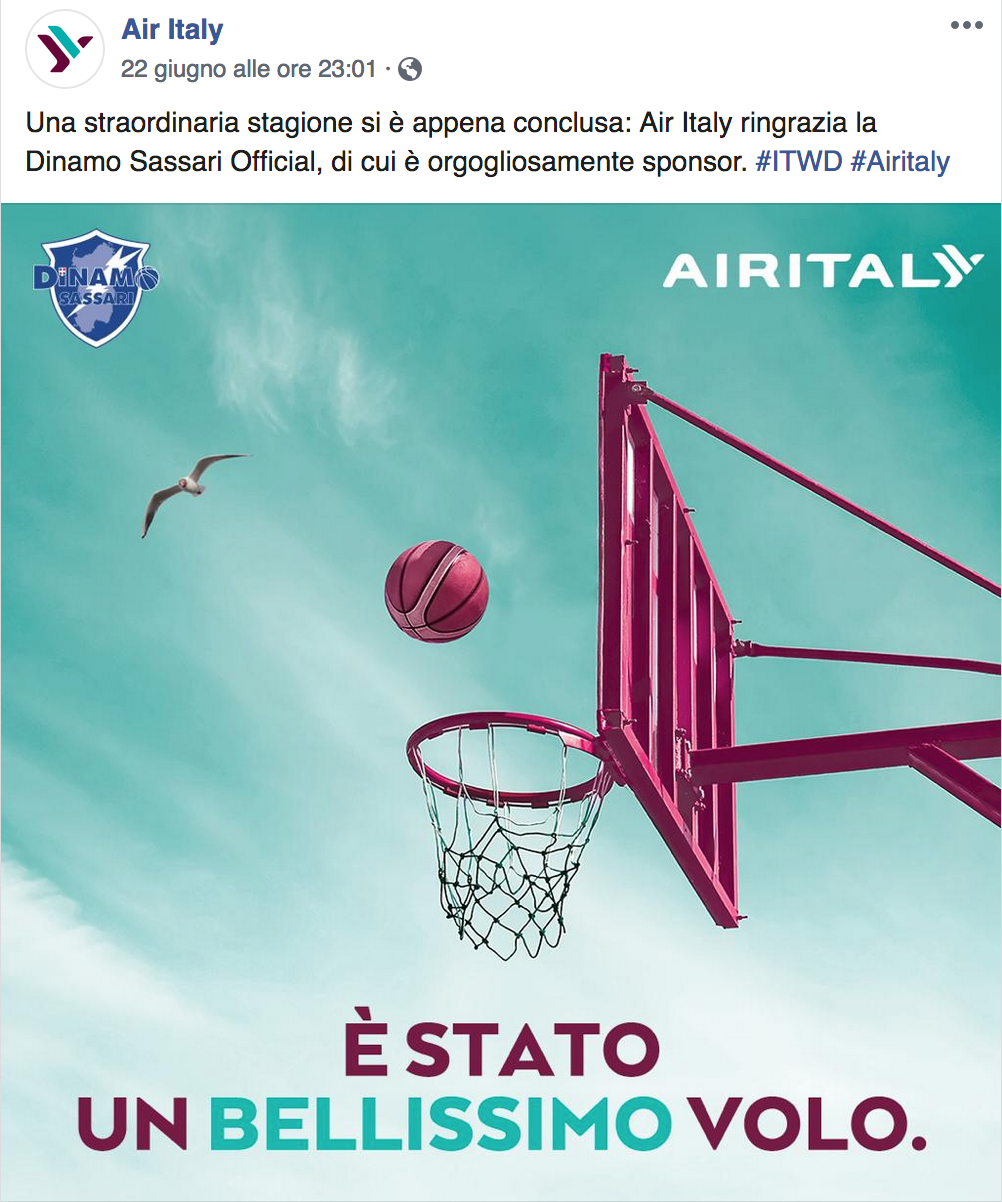 Air Italy
22 giugno alle ore 23:01 ·
Una straordinaria stagione si è appena conclusa: Air Italy ringrazia la
Dinamo Sassari Official, di cui è orgogliosamente sponsor. #ITWD #Airitaly
DINAMO
SASSARI
AIRITALY
È STATO
UN BELLISSIMO VOLO.